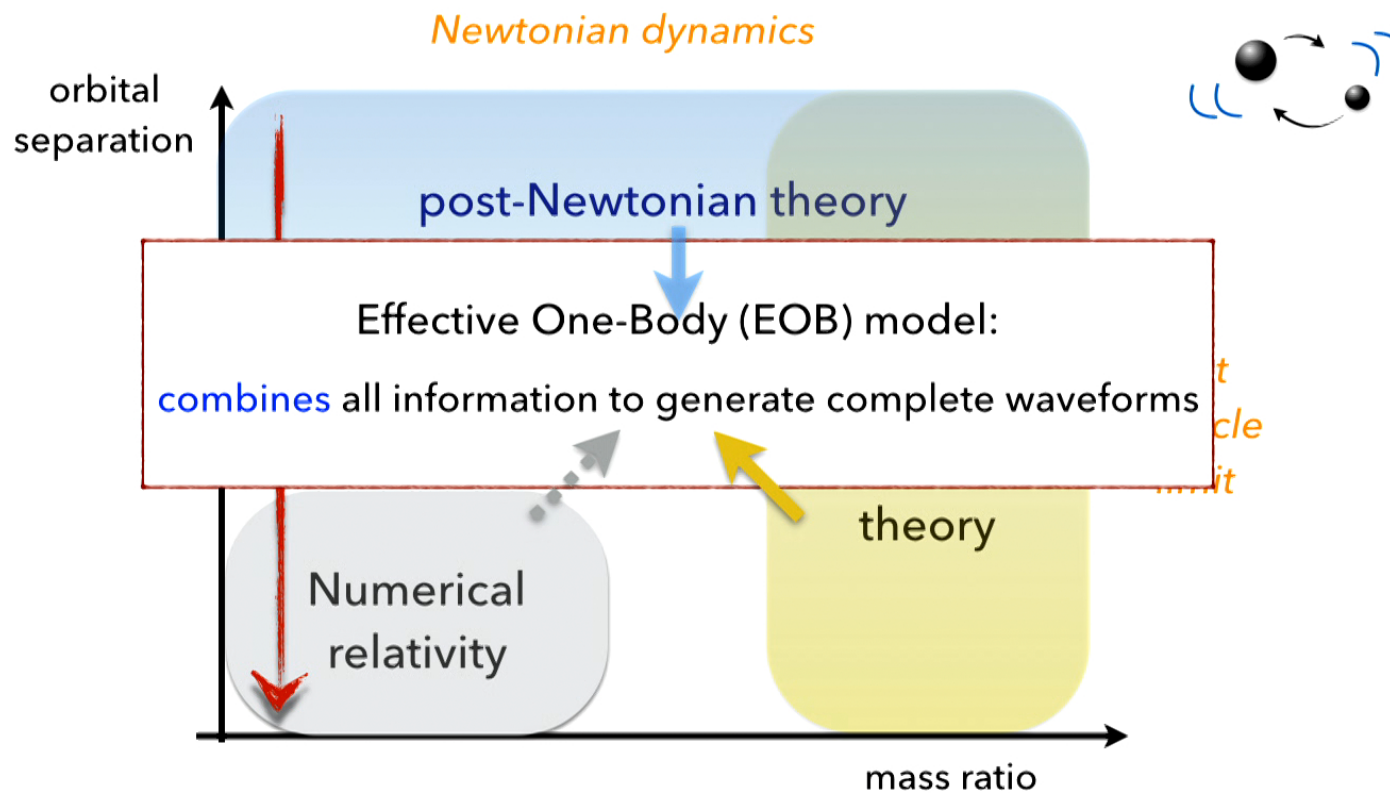 Newtonian dynamics
orbital
separation
post-Newtonian theory
Effective One-Body (EOB) model:
combines all information to generate complete waveforms
theory
Numerical
relativity
mass ratio